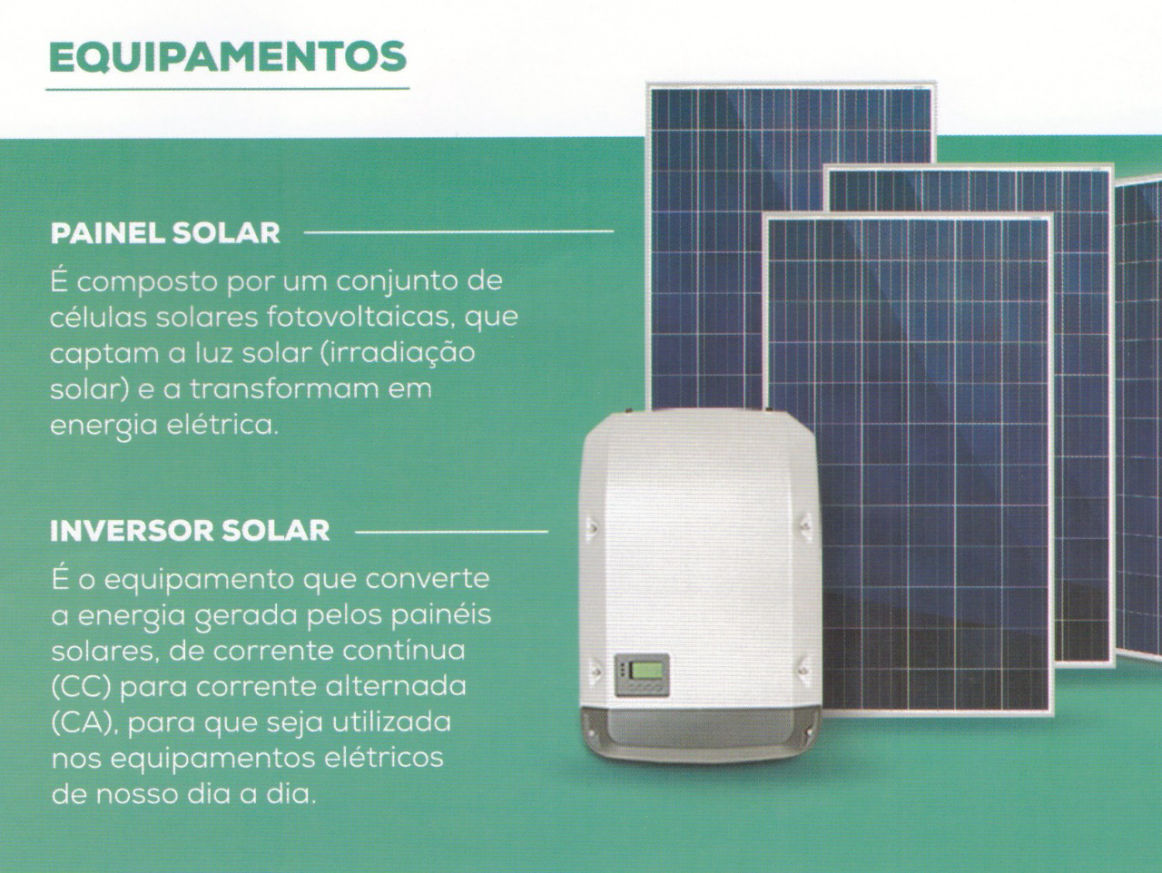 EQUIPAMENTOS
PAINEL SOLAR
É composto por um conjunto de
células solares fotovoltaicas, que
captam a luz solar (irradiação
solar) e a transformam em
energia elétrica.
INVERSOR SOLAR
É o equipamento que converte
a energia gerada pelos painéis
solares, de corrente contínua
(CC) para corrente alternada
(CA), para que seja utilizada
nos equipamentos elétricos
de nosso dia a dia.